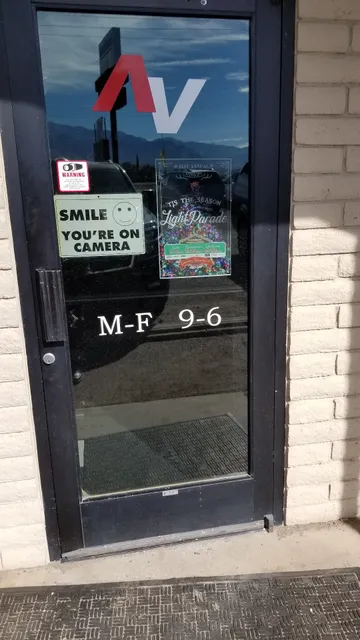 AV
WARNING
SMILE
YOU'RE ON
CAMERA
'TIS THE SEASON
Light Parade
M-F 9-6